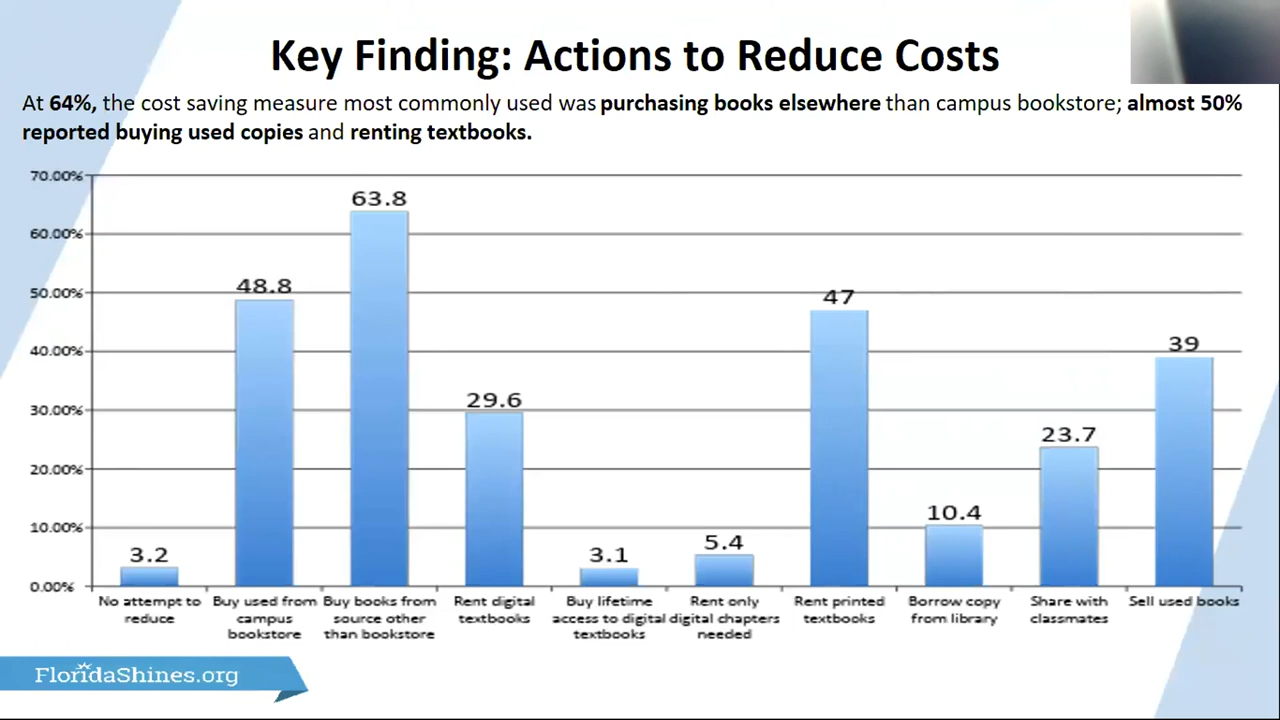 Key Finding: Actions to Reduce Costs
At 64%, the cost saving measure most commonly used was purchasing books elsewhere than campus bookstore; almost 50%
reported buying used copies and renting textbooks.
70.00%
60.00%
50.00%
40.00%
30.00%
20.00%
10.00%
0.00%
3.2
48.8
63.8
29.6
3.1
5.4
47
10.4
23.7
39
No attempt to
reduce
Buy used from
campus
bookstore
Buy books from
source other
than bookstore
Rent digital
textbooks
Buy lifetime
access to digital
textbooks
Rent only
digital chapters
needed
Rent printed
textbooks
Borrow copy
from library
Share with
classmates
Sell used books
FloridaShines.org